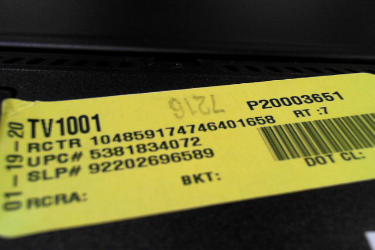 7216
P20003651
01-19-20
TV1001
RT :7
RCTR 104859174746401658
UPC# 5381834072
SLP# 92202696589
BKT:
DOT CL:
RCRA: